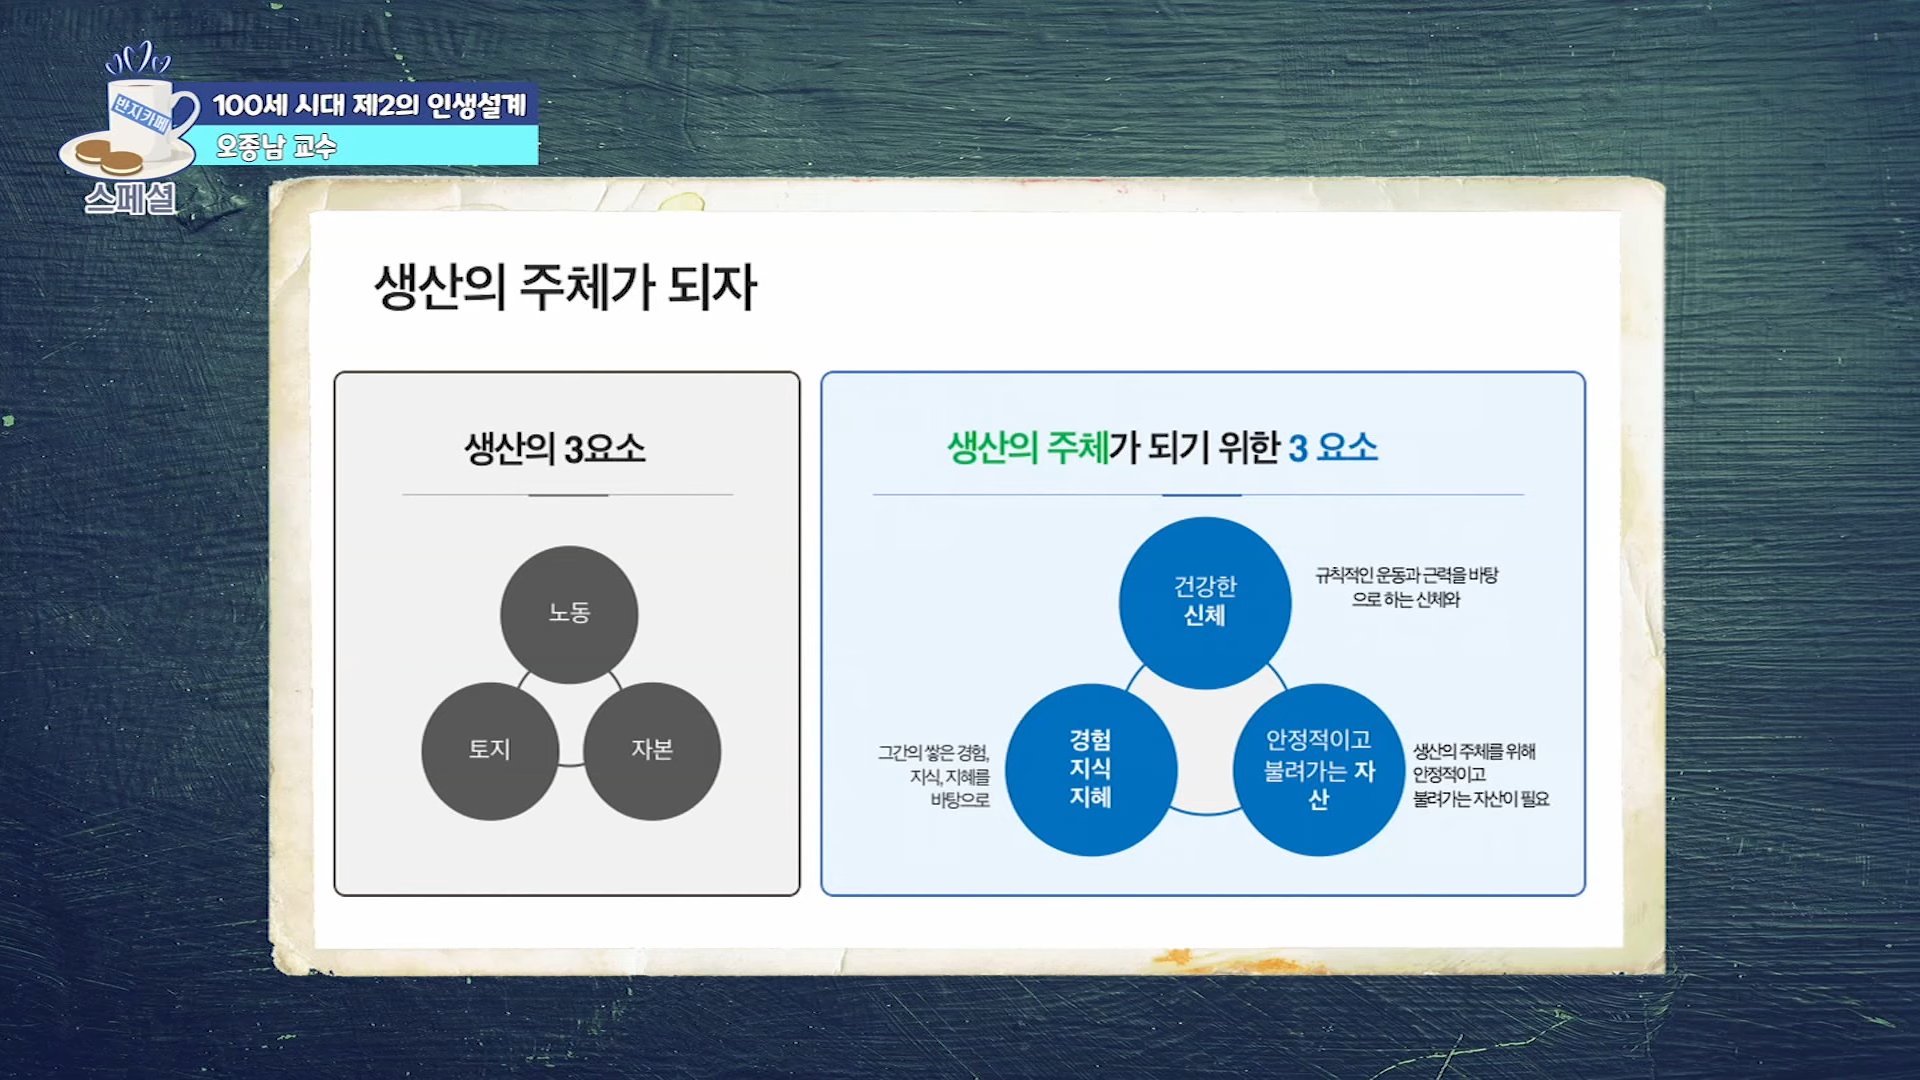 반지카페
스페셜
100세 시대 제2의 인생설계
오종남 교수
생산의 주체가 되자
생산의 3요소
노동
토지
자본
생산의 주체가 되기 위한 3 요소
건강한
신체
규칙적인 운동과 근력을 바탕
으로 하는 신체와
그간의 쌓은 경험,
지식, 지혜를
바탕으로
경험
지식
지혜
안정적이고
불려가는 자
산
생산의 주체를 위해
안정적이고
불려가는 자산이 필요